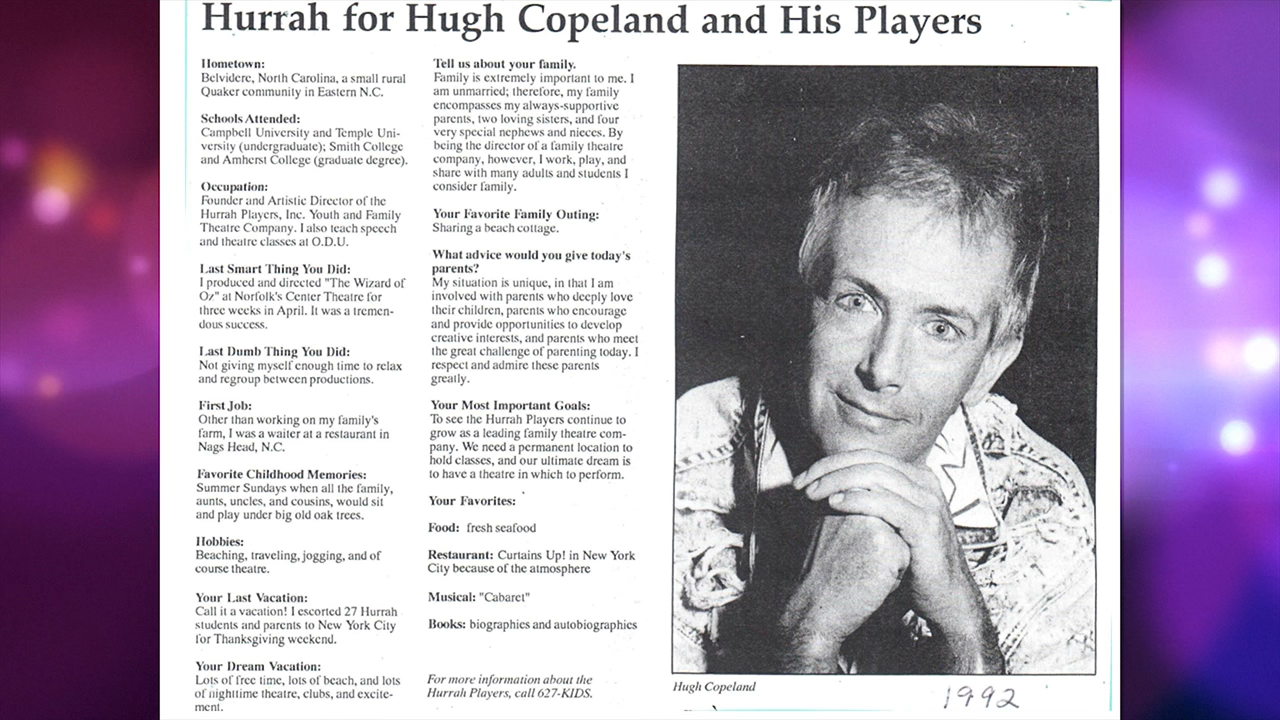 Hurrah for Hugh Copeland and His Players
Hometown:
Belvidere, North Carolina, a small rural
Quaker community in Eastern N.C.
Schools Attended:
Campbell University and Temple Uni-
versity (undergraduate); Smith College
and Amherst College (graduate degree).
Occupation:
Founder and Artistic Director of the
Hurrah Players, Inc. Youth and Family
Theatre Company. I also teach speech
and theatre classes at O.D.U.
Last Smart Thing You Did:
I produced and directed "The Wizard of
Oz" at Norfolk's Center Theatre for
three weeks in April. It was a tremen-
dous success.
Last Dumb Thing You Did:
Not giving myself enough time to relax
and regroup between productions.
First Job:
Other than working on my family's
farm, I was a waiter at a restaurant in
Nags Head, N.C.
Favorite Childhood Memories:
Summer Sundays when all the family,
aunts, uncles, and cousins, would sit
and play under big old oak trees.
Hobbies:
Beaching, traveling, jogging, and of
course theatre.
Your Last Vacation:
Call it a vacation! I escorted 27 Hurrah
students and parents to New York City
for Thanksgiving weekend.
Your Dream Vacation:
Lots of free time, lots of beach, and lots
of nighttime theatre, clubs, and excite-
ment.
Tell us about your family.
Family is extremely important to me. I
am unmarried; therefore, my family
encompasses my always-supportive
parents, two loving sisters, and four
very special nephews and nieces. By
being the director of a family theatre
company, however, I work, play, and
share with many adults and students I
consider family.
Your Favorite Family Outing:
Sharing a beach cottage.
What advice would you give today's
parents?
My situation is unique, in that I am
involved with parents who deeply love
their children, parents who encourage
and provide opportunities to develop
creative interests, and parents who meet
the great challenge of parenting today. I
respect and admire these parents
greatly.
Your Most Important Goals:
To see the Hurrah Players continue to
grow as a leading family theatre com-
pany. We need a permanent location to
hold classes, and our ultimate dream is
to have a theatre in which to perform.
Your Favorites:
Food: fresh seafood
Restaurant: Curtains Up! in New York
City because of the atmosphere
Musical: "Cabaret"
Books: biographies and autobiographies
For more information about the
Hurrah Players, call 627-KIDS.
Hugh Copeland
1992